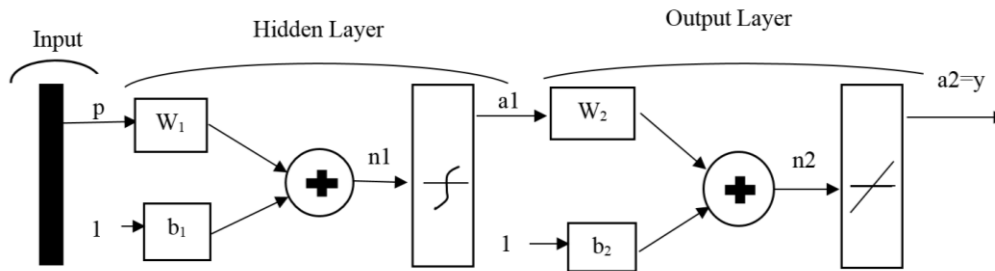 Input
Hidden Layer
Output Layer
p
W₁
n1
a1
W₂
n2
a2=y
1
b₁
1
b₂